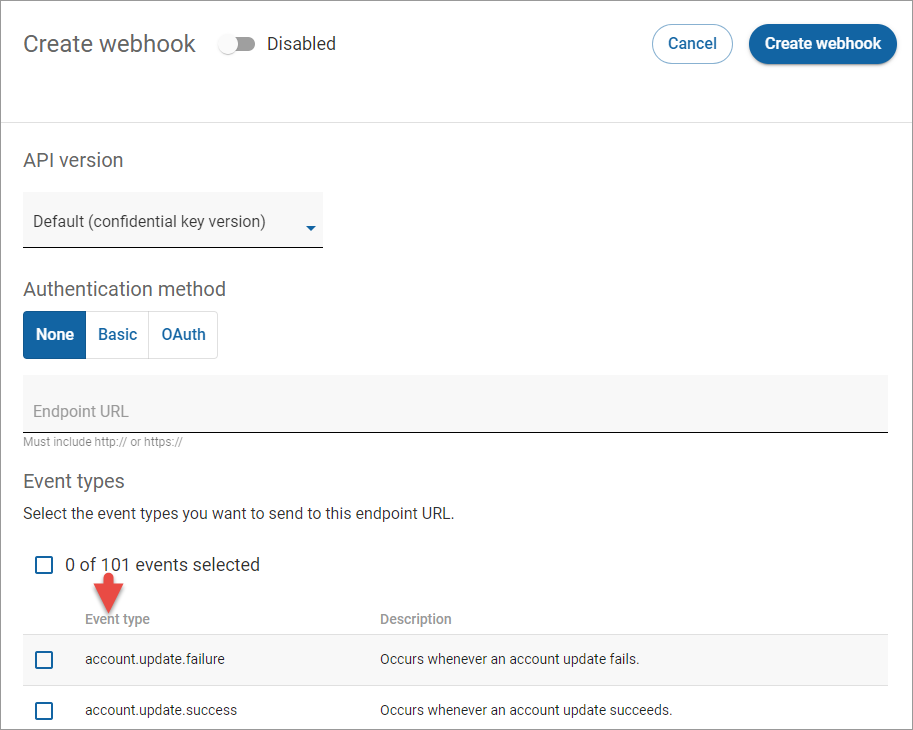 Create webhook
Disabled
Cancel
Create webhook
API version
Default (confidential key version)
Authentication method
None
Basic
OAuth
Endpoint URL
Must include http:// or https://
Event types
Select the event types you want to send to this endpoint URL.
0 of 101 events selected
Event type
Description
account.update.failure
Occurs whenever an account update fails.
account.update.success
Occurs whenever an account update succeeds.